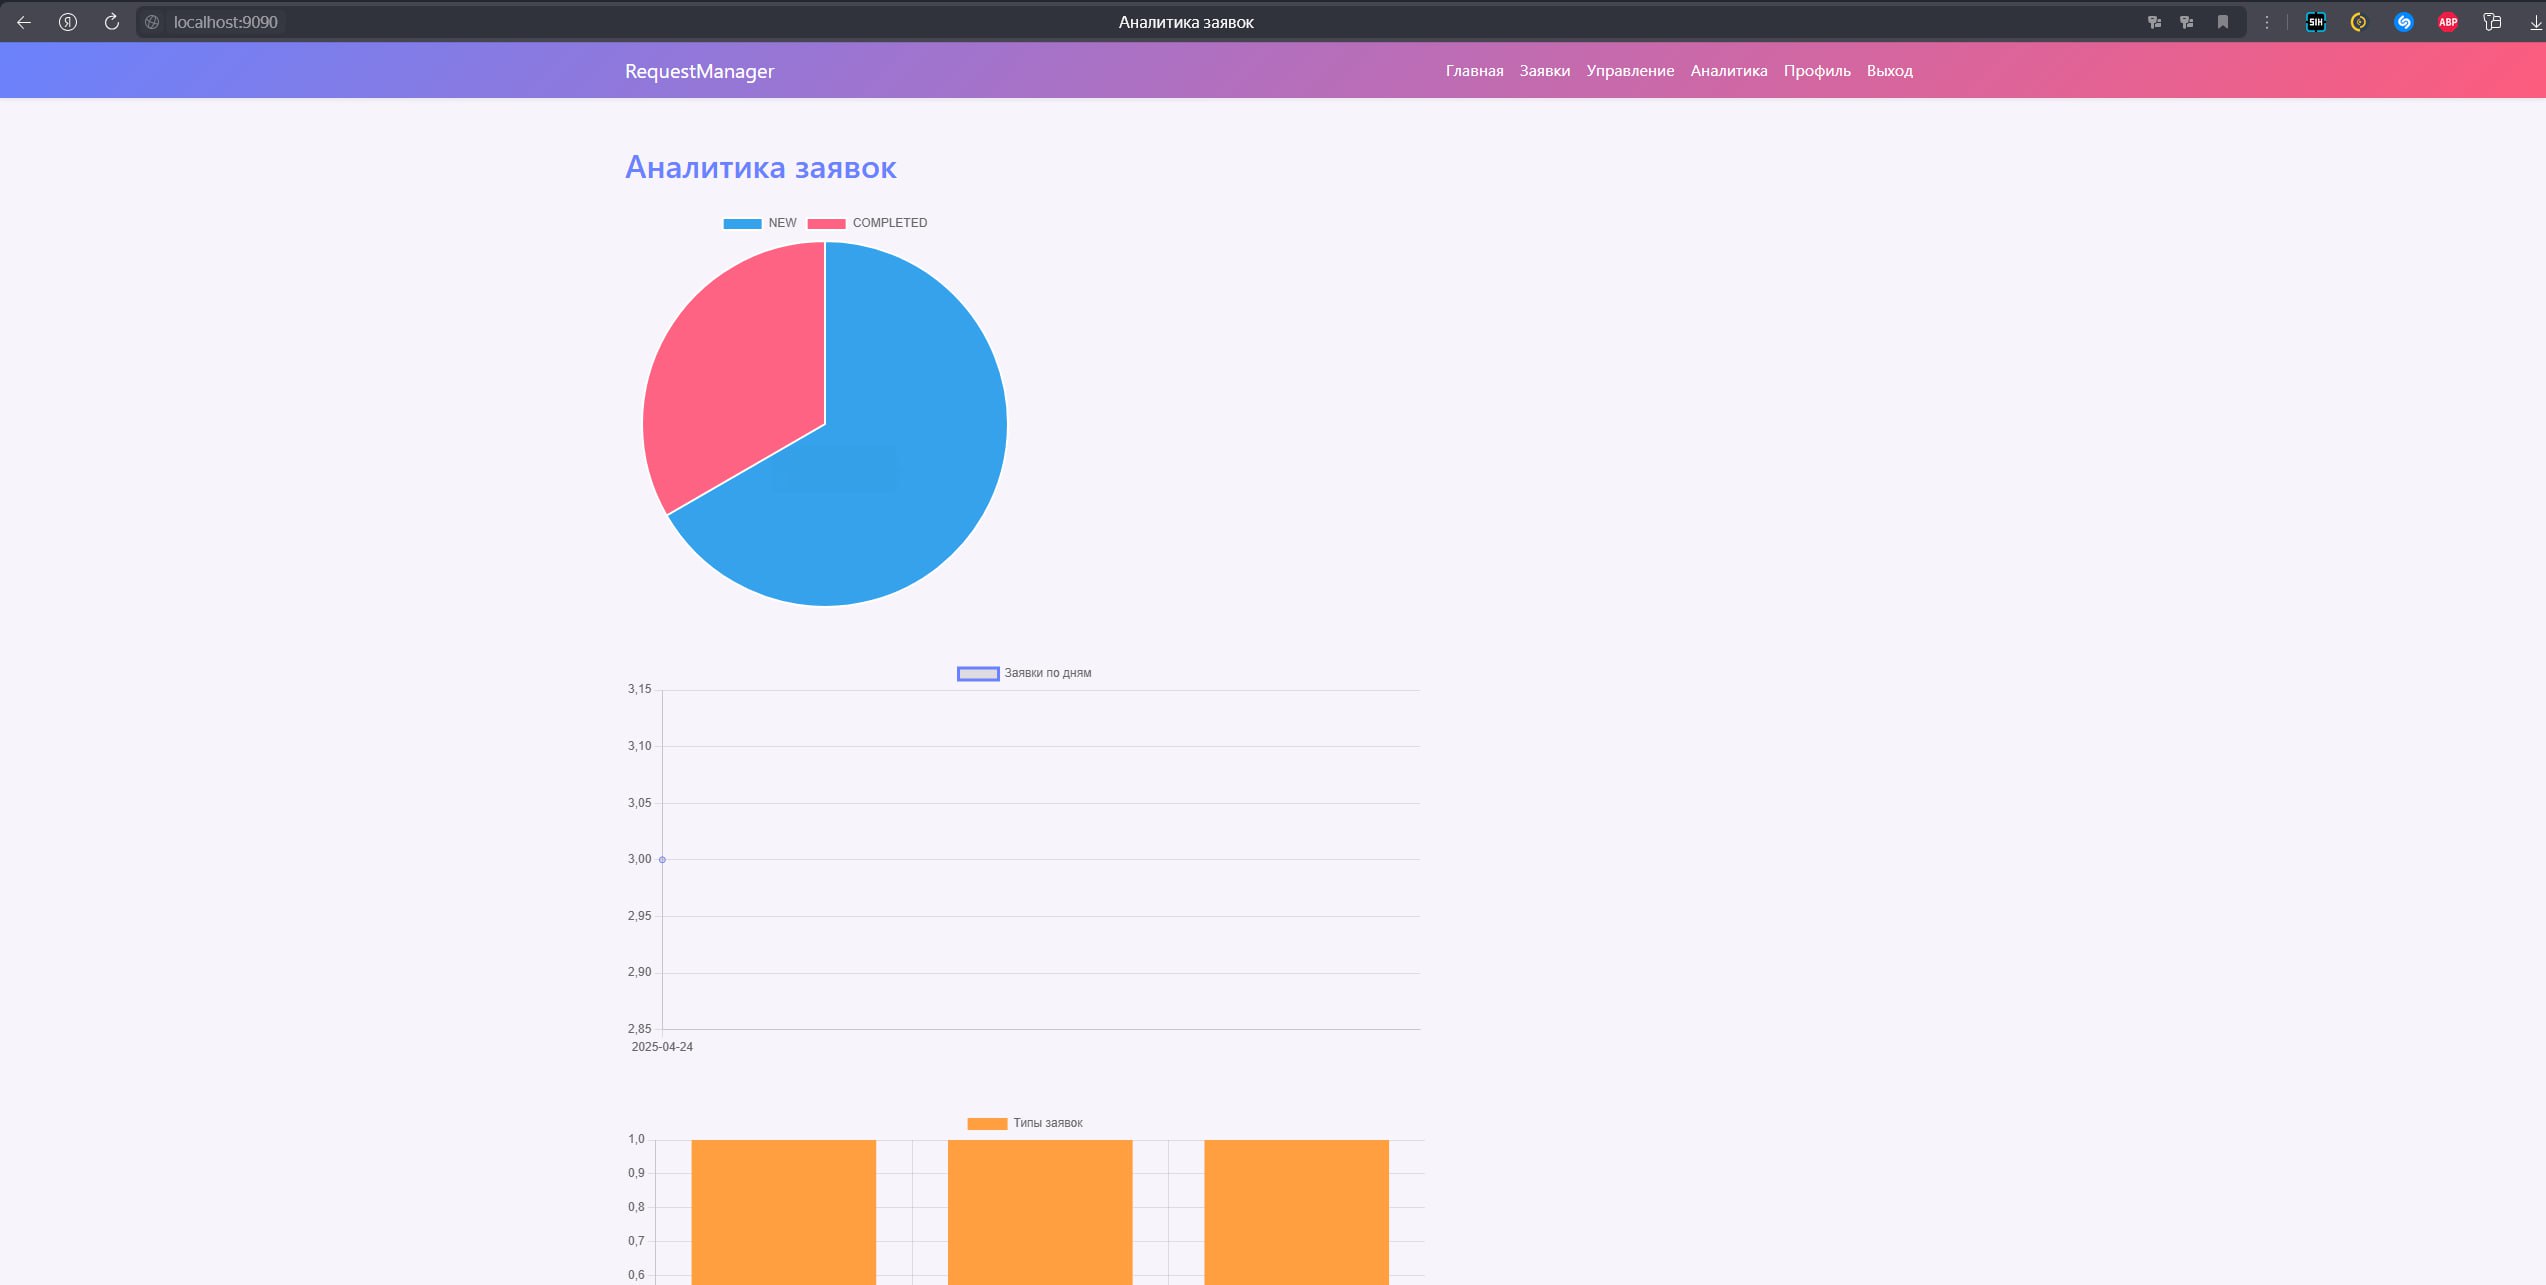 localhost:9090
Аналитика заявок
SIH
ABP
RequestManager
Главная Заявки Управление Аналитика Профиль Выход
Аналитика заявок
NEW COMPLETED
Заявки по дням
3,15
3,10
3,05
3,00
2,95
2,90
2,85
2025-04-24
Типы заявок
1,0
0,9
0,8
0,7
0,6